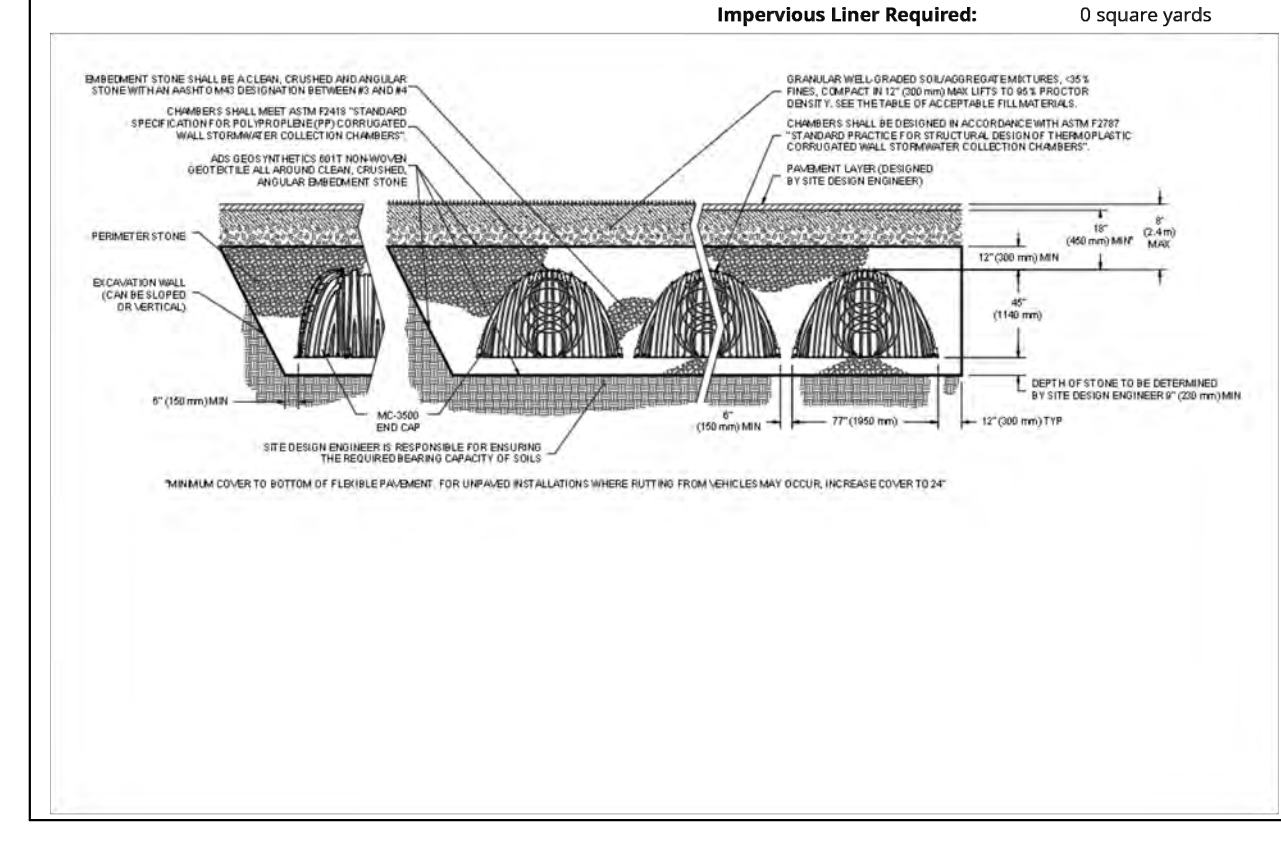 Impervious Liner Required: 0 square yards
EMBEDMENT STONE SHALL BE A CLEAN, CRUSHED AND ANGULAR
STONE WITH AN AASHTO M43 DESIGNATION BETWEEN #3 AND #4
CHAMBERS SHALL MEET ASTM F2418 "STANDARD
SPECIFICATION FOR POLYPROPLENE (PP) CORRUGATED
WALL STORMWATER COLLECTION CHAMBERS".
ADS GEOSYNTHETICS 601T NON-WOVEN
GEOTEXTILE ALL AROUND CLEAN, CRUSHED,
ANGULAR EMBEDMENT STONE
GRANULAR WELL-GRADED SOIL/AGGREGATE MIXTURES, <35%
FINES, COMPACT IN 12" (300 mm) MAX LIFTS TO 95% PROCTOR
DENSITY. SEE THE TABLE OF ACCEPTABLE FILL MATERIALS.
CHAMBERS SHALL BE DESIGNED IN ACCORDANCE WITH ASTM F2787
"STANDARD PRACTICE FOR STRUCTURAL DESIGN OF THERMOPLASTIC
CORRUGATED WALL STORMWATER COLLECTION CHAMBERS".
PAVEMENT LAYER (DESIGNED
BY SITE DESIGN ENGINEER)
PERIMETER STONE
EXCAVATION WALL
(CAN BE SLOPED
OR VERTICAL)
8'
(2.4 m)
MAX
18"
(450 mm) MIN*
12" (300 mm) MIN
45"
(1140 mm)
DEPTH OF STONE TO BE DETERMINED
BY SITE DESIGN ENGINEER 9" (230 mm) MIN
6" (150 mm) MIN
MC-3500
END CAP
6"
(150 mm) MIN
77" (1950 mm)
12" (300 mm) TYP
SITE DESIGN ENGINEER IS RESPONSIBLE FOR ENSURING
THE REQUIRED BEARING CAPACITY OF SOILS
*MINIMUM COVER TO BOTTOM OF FLEXIBLE PAVEMENT. FOR UNPAVED INSTALLATIONS WHERE RUTTING FROM VEHICLES MAY OCCUR, INCREASE COVER TO 24"